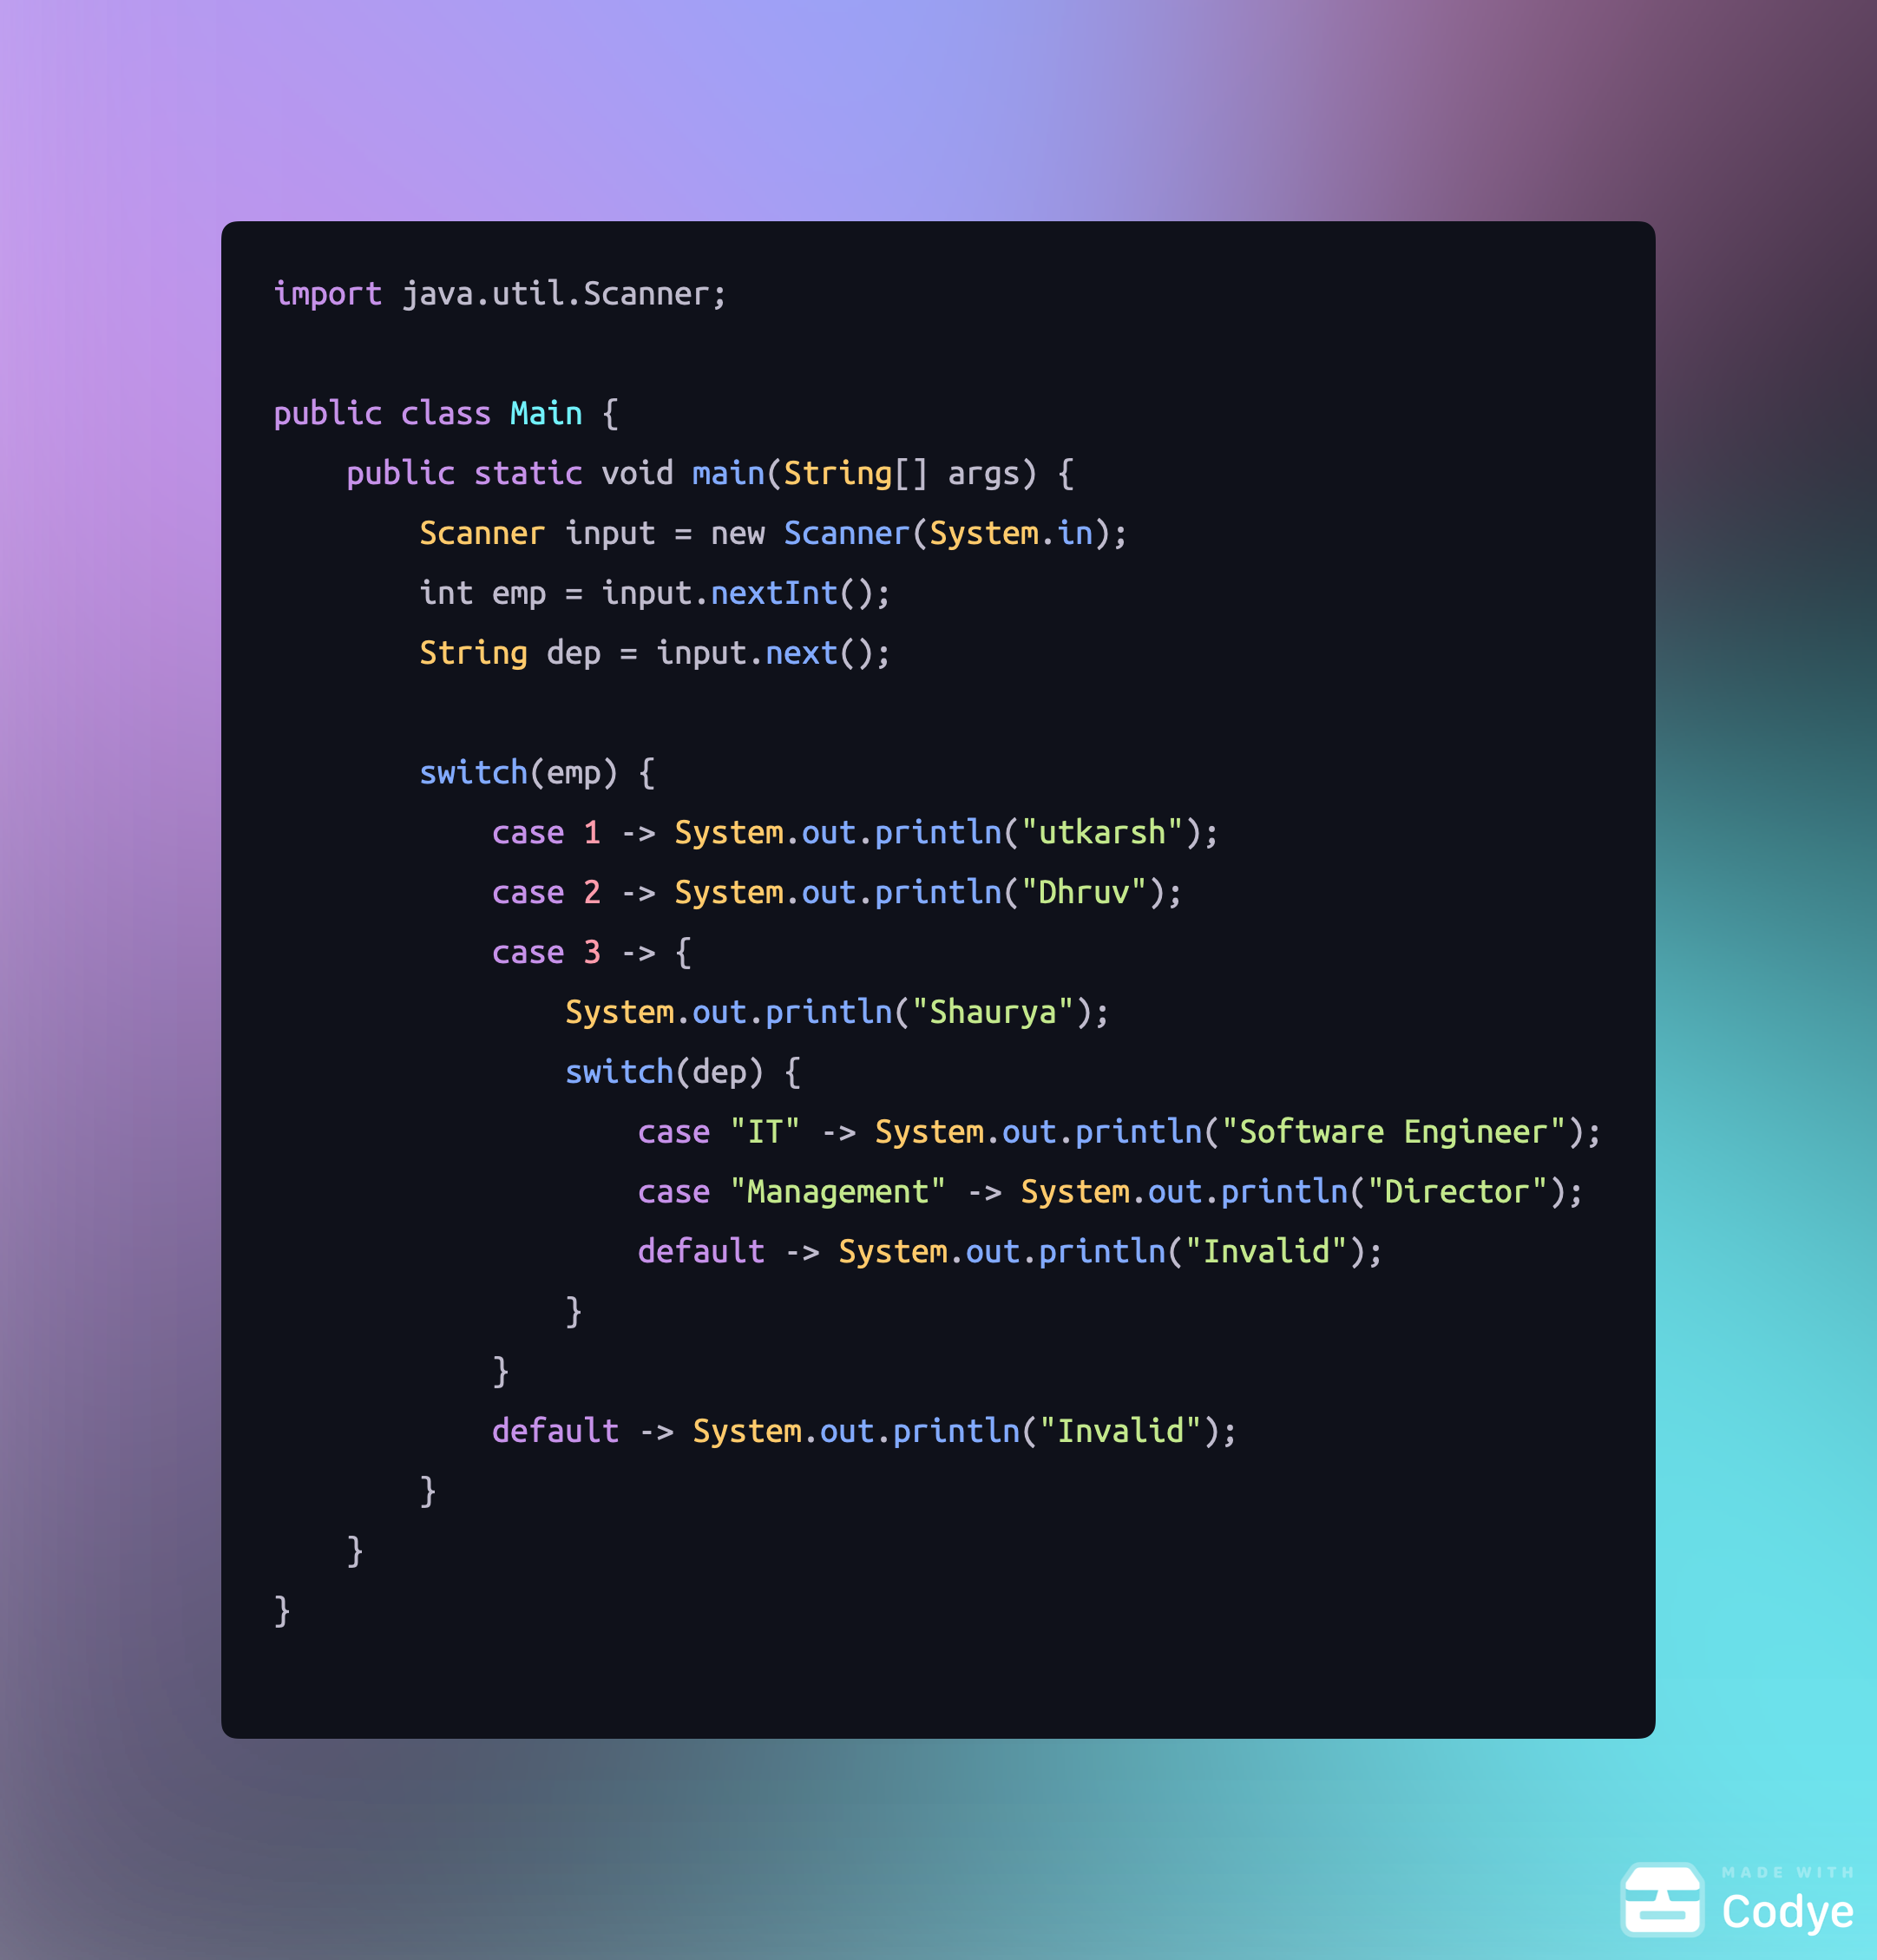 import java.util.Scanner;
public class Main {
    public static void main(String[] args) {
        Scanner input = new Scanner(System.in);
        int emp = input.nextInt();
        String dep = input.next();
        switch(emp) {
            case 1 -> System.out.println("utkarsh");
            case 2 -> System.out.println("Dhruv");
            case 3 -> {
                System.out.println("Shaurya");
                switch(dep) {
                    case "IT" -> System.out.println("Software Engineer");
                    case "Management" -> System.out.println("Director");
                    default -> System.out.println("Invalid");
                }
            }
            default -> System.out.println("Invalid");
        }
    }
}
MADE WITH
Codye